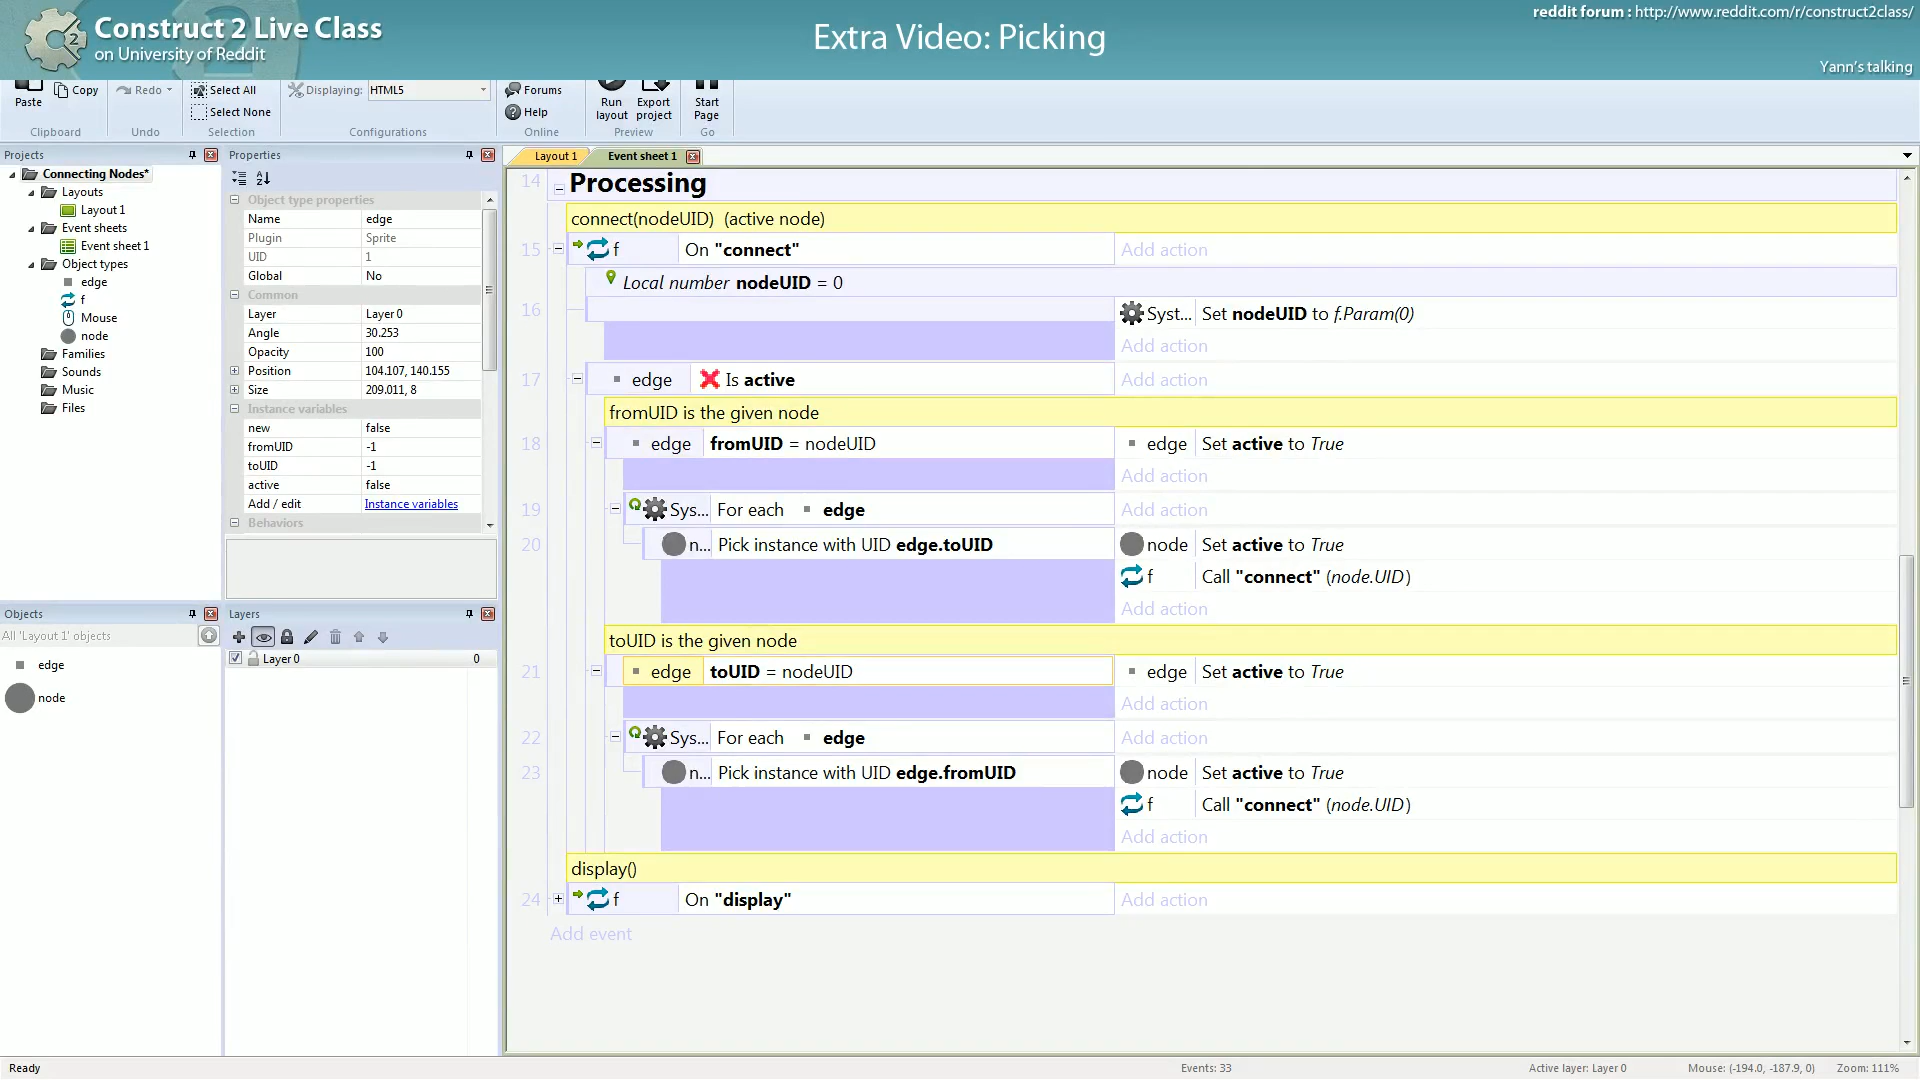 Construct 2 Live Class
on University of Reddit
Extra Video: Picking
reddit forum : http://www.reddit.com/r/construct2class/
Yann's talking
Paste
Copy
Clipboard
Redo
Undo
Select All
Select None
Selection
Displaying: HTML5
Configurations
Forums
Help
Online
Run layout
Export project
Preview
Start Page
Go
Projects
Connecting Nodes*
Layouts
Layout 1
Event sheets
Event sheet 1
Object types
edge
f
Mouse
node
Families
Sounds
Music
Files
Properties
Object type properties
Name edge
Plugin Sprite
UID 1
Global No
Common
Layer Layer 0
Angle 30.253
Opacity 100
Position 104.107, 140.155
Size 209.011, 8
Instance variables
new false
fromUID -1
toUID -1
active false
Add / edit Instance variables
Behaviors
Objects
All 'Layout 1' objects
edge
node
Layers
Layer 0 0
Layout 1
Event sheet 1
14 Processing
connect(nodeUID) (active node)
15 f On "connect" Add action
Local number nodeUID = 0
16 Syst... Set nodeUID to f.Param(0)
Add action
17 edge Is active Add action
fromUID is the given node
18 edge fromUID = nodeUID edge Set active to True
Add action
19 Sys... For each edge Add action
20 n... Pick instance with UID edge.toUID node Set active to True
f Call "connect" (node.UID)
Add action
toUID is the given node
21 edge toUID = nodeUID edge Set active to True
Add action
22 Sys... For each edge Add action
23 n... Pick instance with UID edge.fromUID node Set active to True
f Call "connect" (node.UID)
Add action
display()
24 f On "display" Add action
Add event
Ready
Events: 33
Active layer: Layer 0
Mouse: (-194.0, -187.9, 0)
Zoom: 111%